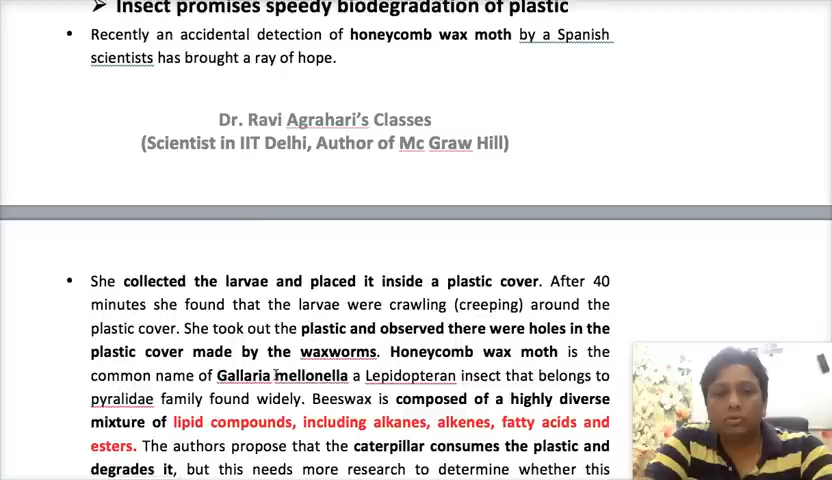 ➢ Insect promises speedy biodegradation of plastic
• Recently an accidental detection of honeycomb wax moth by a Spanish
scientists has brought a ray of hope.
Dr. Ravi Agrahari's Classes
(Scientist in IIT Delhi, Author of Mc Graw Hill)
• She collected the larvae and placed it inside a plastic cover. After 40
minutes she found that the larvae were crawling (creeping) around the
plastic cover. She took out the plastic and observed there were holes in the
plastic cover made by the waxworms. Honeycomb wax moth is the
common name of Gallaria mellonella a Lepidopteran insect that belongs to
pyralidae family found widely. Beeswax is composed of a highly diverse
mixture of lipid compounds, including alkanes, alkenes, fatty acids and
esters. The authors propose that the caterpillar consumes the plastic and
degrades it, but this needs more research to determine whether this